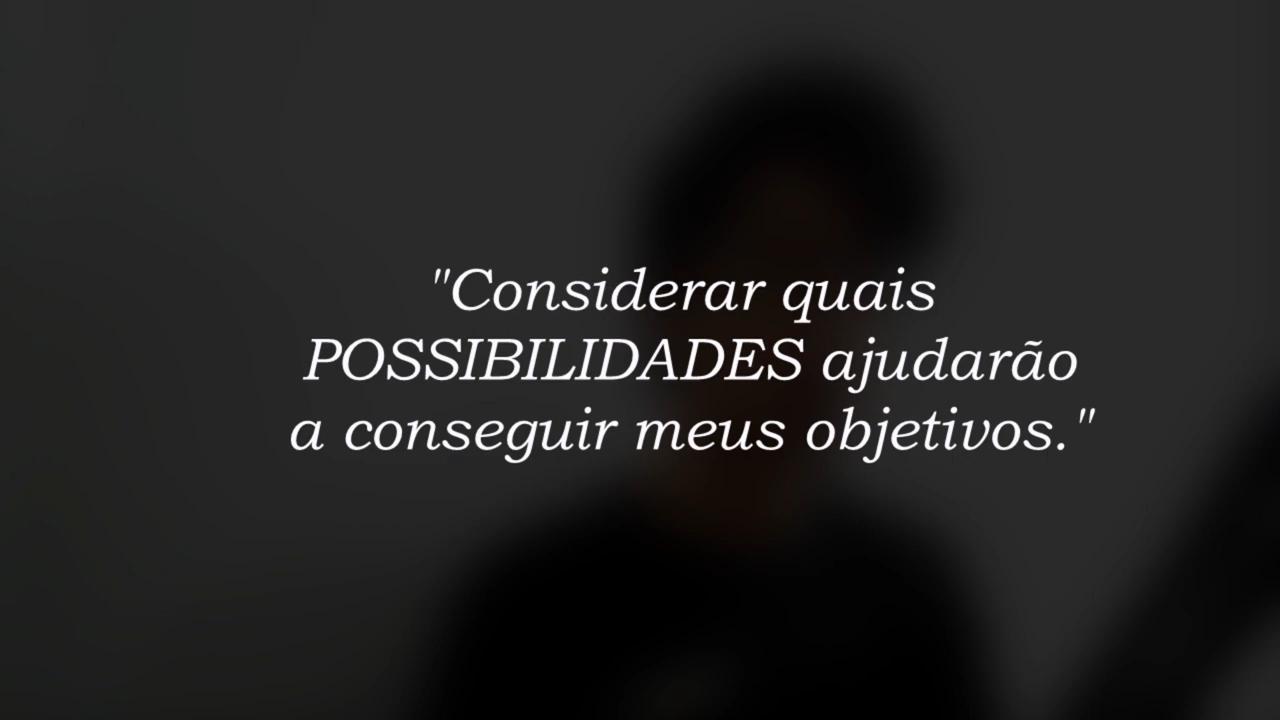 "Considerar quais
POSSIBILIDADES ajudarão
a conseguir meus objetivos."